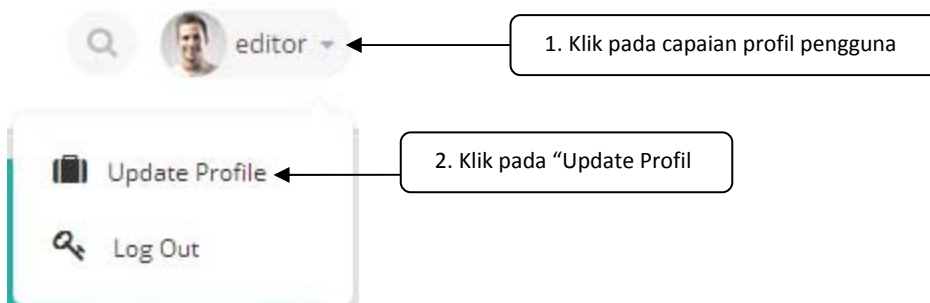 editor
1. Klik pada capaian profil pengguna
Update Profile
2. Klik pada “Update Profil
Log Out